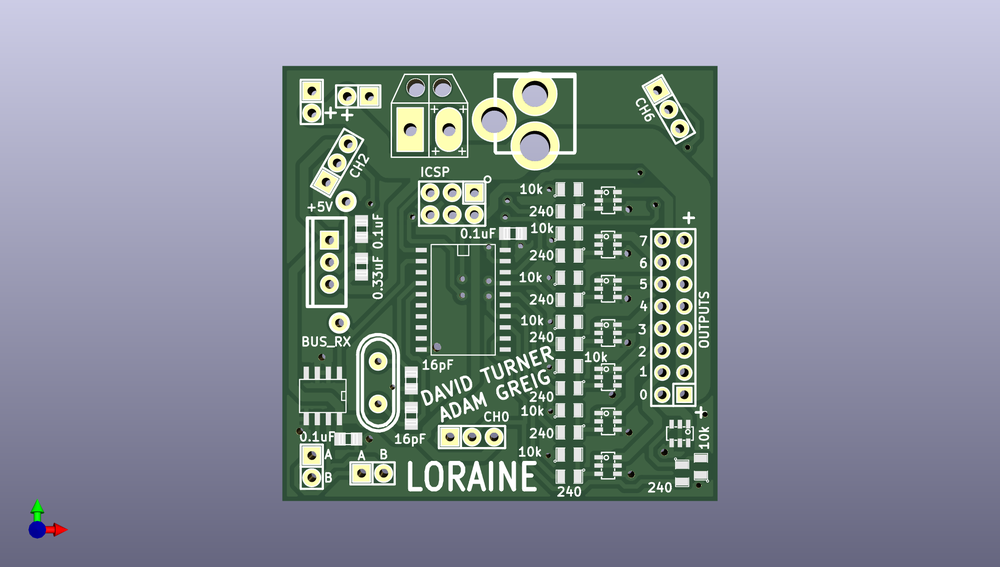 +
+
CH2
CH6
ICSP
+5V
0.1uF
0.33uF
0.1uF
10k
240
10k
240
10k
240
10k
240
10k
240
10k
240
10k
240
+
7
6
5
4
3
2
1
0
OUTPUTS
+
10k
240
BUS_RX
16pF
16pF
DAVID TURNER
ADAM GREIG
CH0
0.1uF
A
B
A B
LORAINE